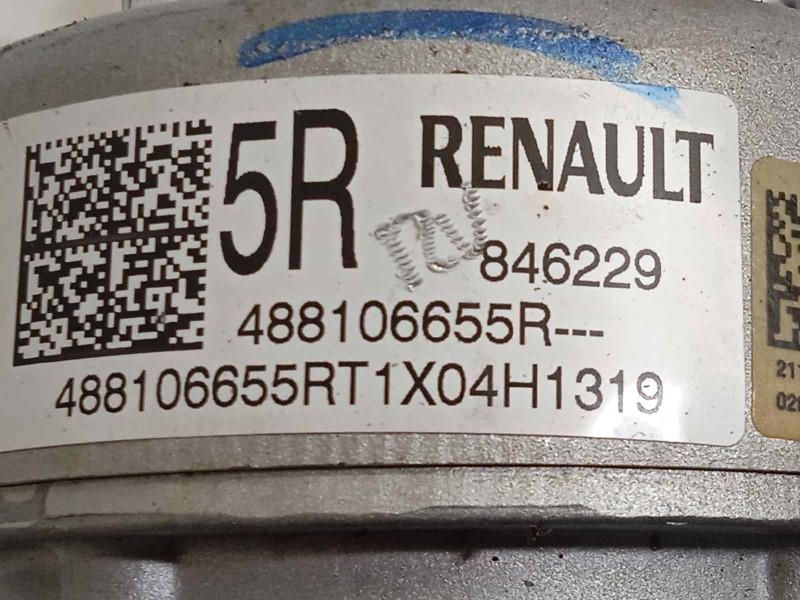 5R RENAULT
846229
488106655R---
488106655RT1X04H1319